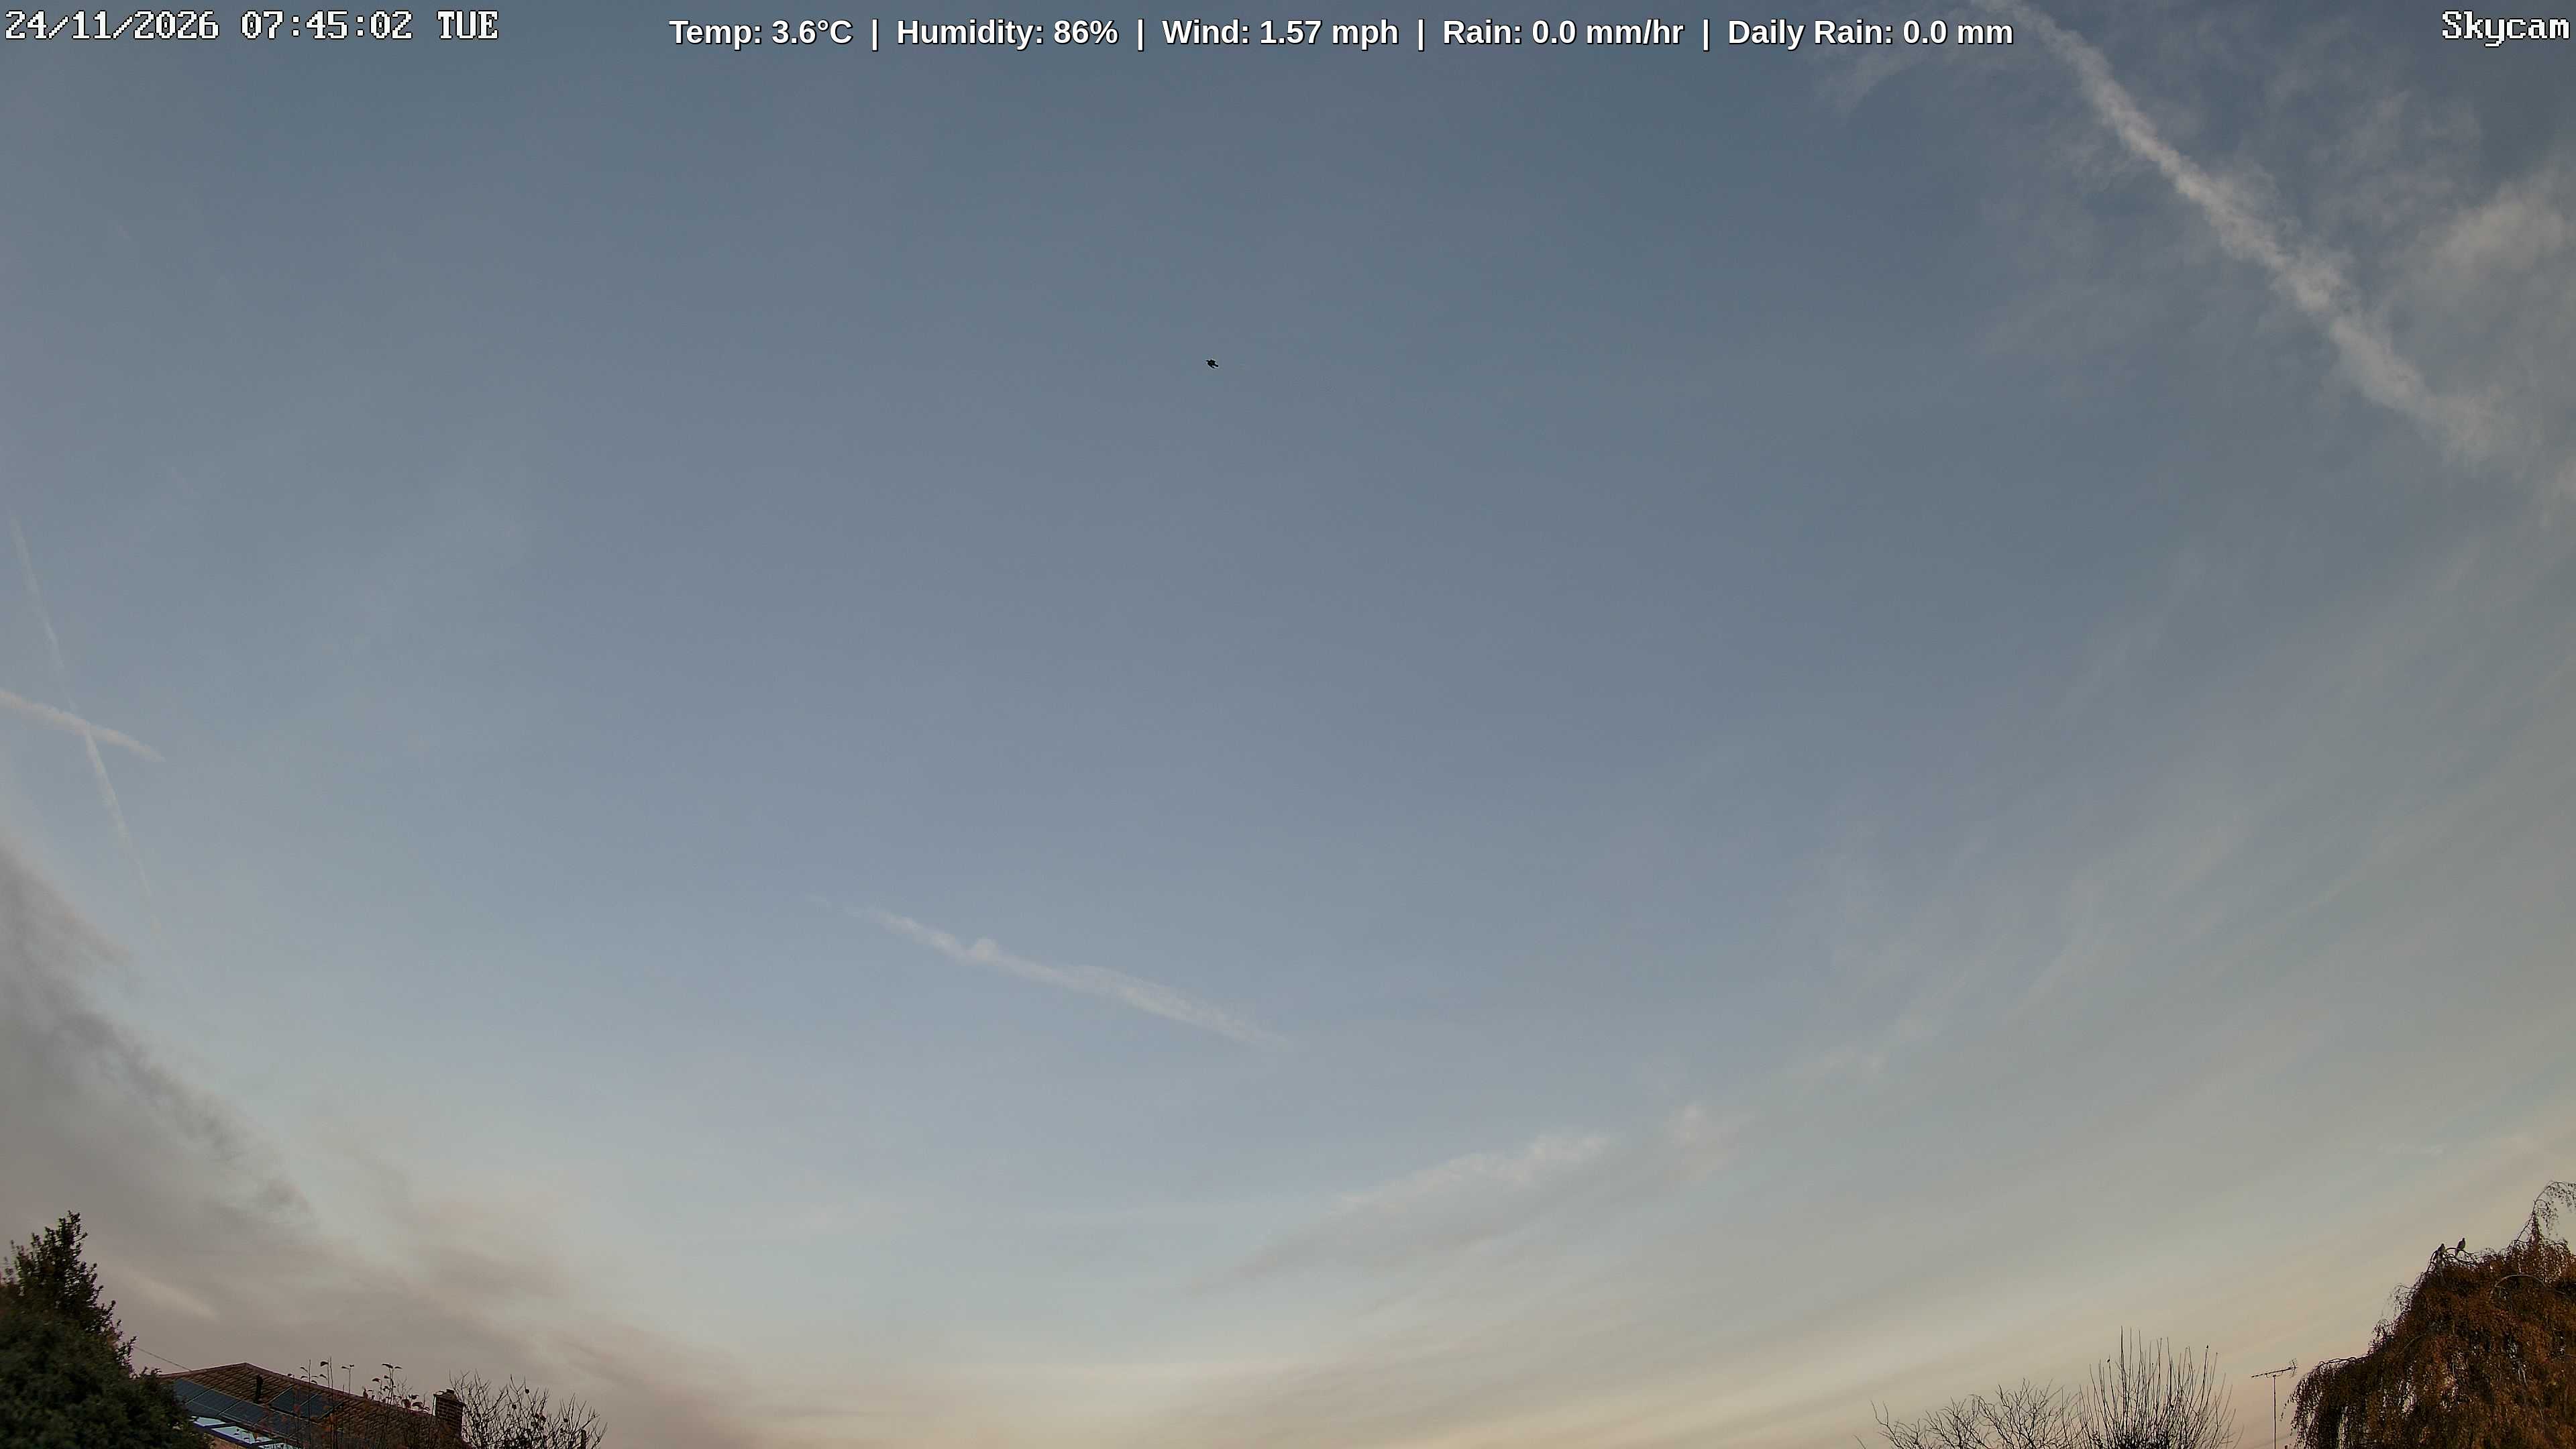 24/11/2026 07:45:02 TUE
Temp: 3.6°C | Humidity: 86% | Wind: 1.57 mph | Rain: 0.0 mm/hr | Daily Rain: 0.0 mm
Skycam